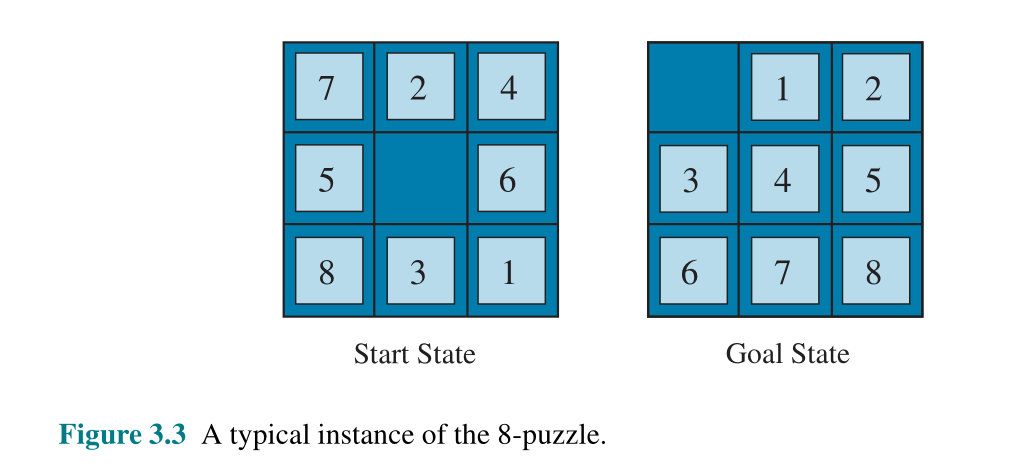 7 2 4 1 2
5 6 3 4 5
8 3 1 6 7 8
Start State Goal State
Figure 3.3 A typical instance of the 8-puzzle.